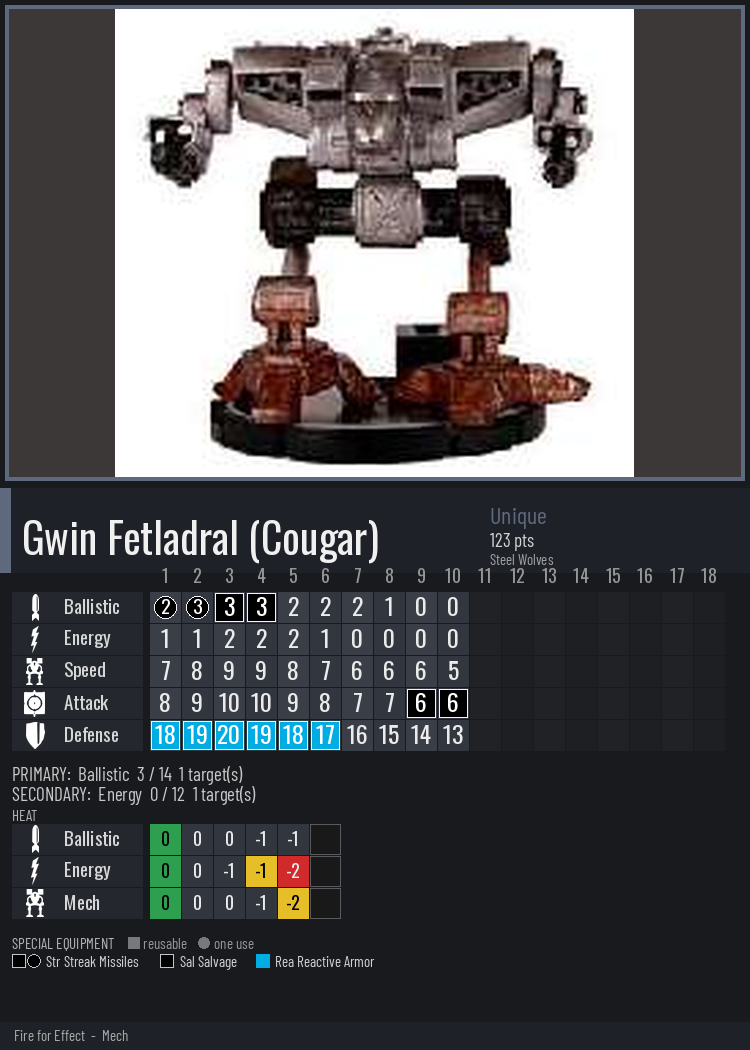 Gwin Fetladral (Cougar)
Unique
123 pts
Steel Wolves
1 2 3 4 5 6 7 8 9 10 11 12 13 14 15 16 17 18
Ballistic 2 3 3 3 2 2 2 1 0 0
Energy 1 1 2 2 2 1 0 0 0 0
Speed 7 8 9 9 8 7 6 6 6 5
Attack 8 9 10 10 9 8 7 7 6 6
Defense 18 19 20 19 18 17 16 15 14 13
PRIMARY: Ballistic 3 / 14 1 target(s)
SECONDARY: Energy 0 / 12 1 target(s)
HEAT
Ballistic 0 0 0 -1 -1
Energy 0 0 -1 -1 -2
Mech 0 0 0 -1 -2
SPECIAL EQUIPMENT reusable one use
Str Streak Missiles Sal Salvage Rea Reactive Armor
Fire for Effect - Mech